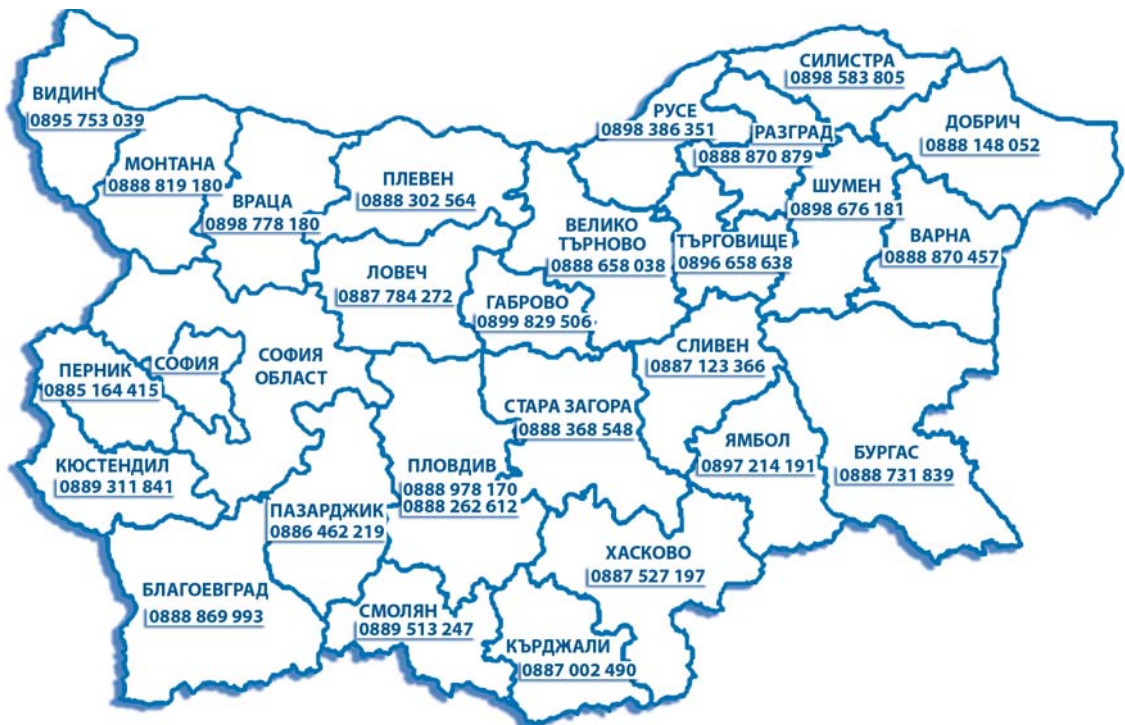 СИЛИСТРА
0898 583 805
ВИДИН
0895 753 039
РУСЕ
0898 386 351
РАЗГРАД
0888 870 879
ДОБРИЧ
0888 148 052
МОНТАНА
0888 819 180
ВРАЦА
0898 778 180
ПЛЕВЕН
0888 302 564
ШУМЕН
0898 676 181
ВЕЛИКО
ТЪРНОВО
0888 658 038
ТЪРГОВИЩЕ
0896 658 638
ВАРНА
0888 870 457
ЛОВЕЧ
0887 784 272
ГАБРОВО
0899 829 506
ПЕРНИК
0885 164 415
СОФИЯ
СОФИЯ
ОБЛАСТ
СЛИВЕН
0887 123 366
СТАРА ЗАГОРА
0888 368 548
ЯМБОЛ
0897 214 191
БУРГАС
0888 731 839
КЮСТЕНДИЛ
0889 311 841
ПЛОВДИВ
0888 978 170
0888 262 612
ПАЗАРДЖИК
0886 462 219
ХАСКОВО
0887 527 197
БЛАГОЕВГРАД
0888 869 993
СМОЛЯН
0889 513 247
КЪРДЖАЛИ
0887 002 490